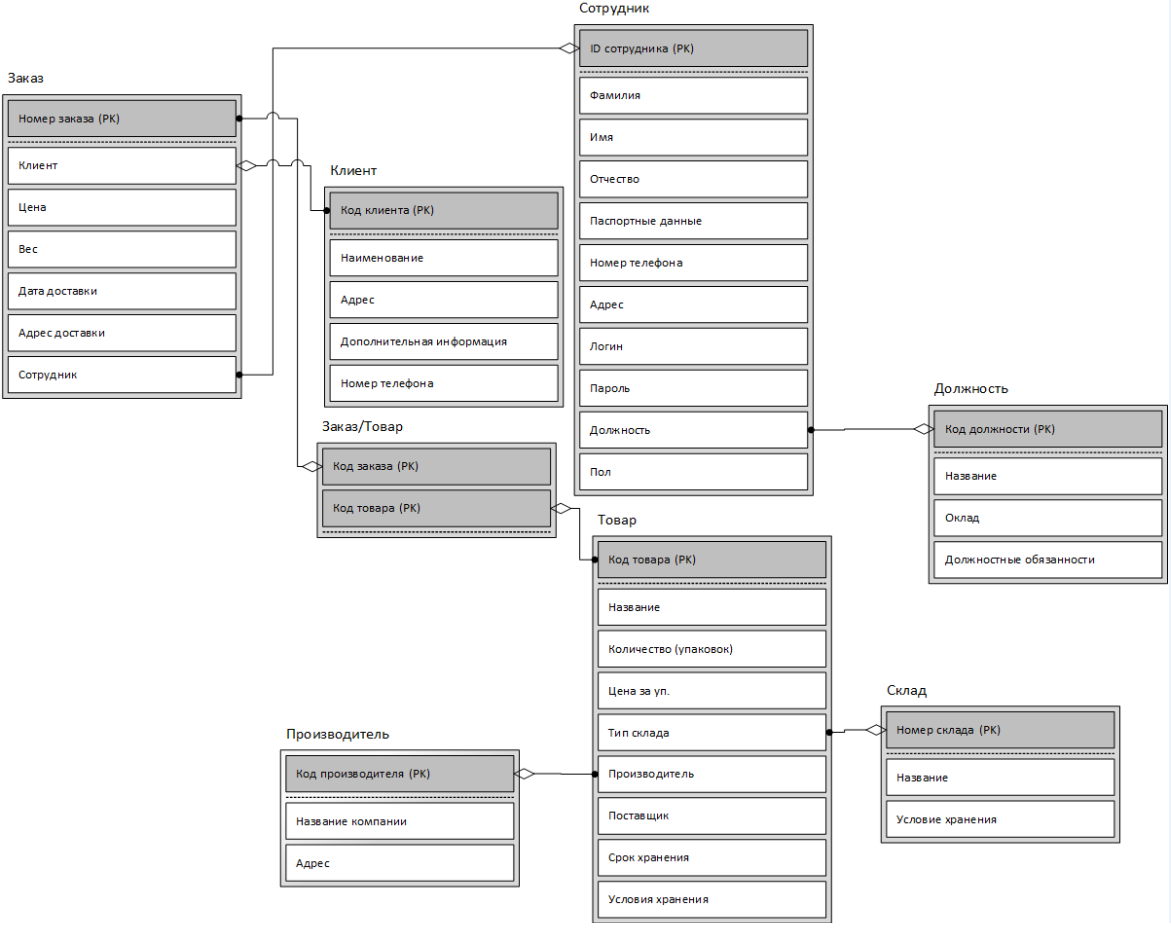 Сотрудник
ID сотрудника (PK)
Фамилия
Имя
Отчество
Паспортные данные
Номер телефона
Адрес
Логин
Пароль
Должность
Пол
Заказ
Номер заказа (PK)
Клиент
Цена
Вес
Дата доставки
Адрес доставки
Сотрудник
Клиент
Код клиента (PK)
Наименование
Адрес
Дополнительная информация
Номер телефона
Должность
Код должности (PK)
Название
Оклад
Должностные обязанности
Заказ/Товар
Код заказа (PK)
Код товара (PK)
Товар
Код товара (PK)
Название
Количество (упаковок)
Цена за уп.
Тип склада
Производитель
Поставщик
Срок хранения
Условия хранения
Склад
Номер склада (PK)
Название
Условие хранения
Производитель
Код производителя (PK)
Название компании
Адрес